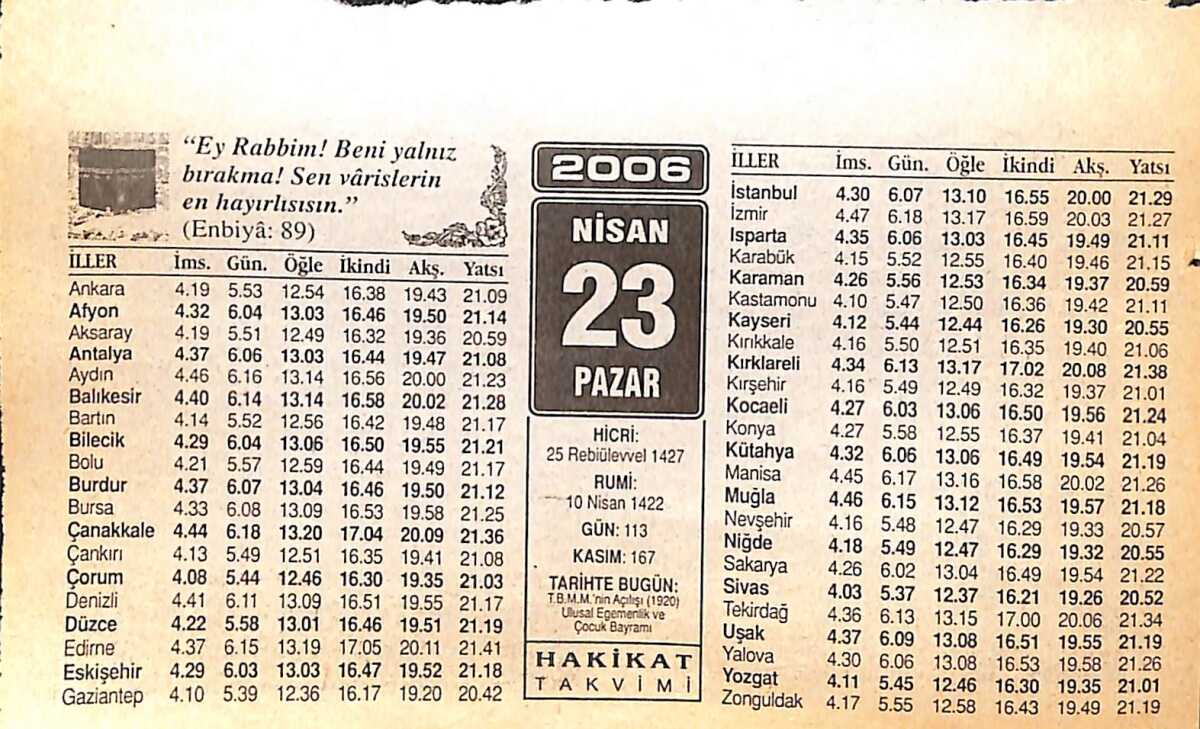 “Ey Rabbim! Beni yalnız
bırakma! Sen vârislerin
en hayırlısısın.”
(Enbiyâ: 89)
İLLER İms. Gün. Öğle İkindi Akş. Yatsı
Ankara 4.19 5.53 12.54 16.38 19.43 21.09
Afyon 4.32 6.04 13.03 16.46 19.50 21.14
Aksaray 4.19 5.51 12.49 16.32 19.36 20.59
Antalya 4.37 6.06 13.03 16.44 19.47 21.08
Aydın 4.46 6.16 13.14 16.56 20.00 21.23
Balıkesir 4.40 6.14 13.14 16.58 20.02 21.28
Bartın 4.14 5.52 12.56 16.42 19.48 21.17
Bilecik 4.29 6.04 13.06 16.50 19.55 21.21
Bolu 4.21 5.57 12.59 16.44 19.49 21.17
Burdur 4.37 6.07 13.04 16.46 19.50 21.12
Bursa 4.33 6.08 13.09 16.53 19.58 21.25
Çanakkale 4.44 6.18 13.20 17.04 20.09 21.36
Çankırı 4.13 5.49 12.51 16.35 19.41 21.08
Çorum 4.08 5.44 12.46 16.30 19.35 21.03
Denizli 4.41 6.11 13.09 16.51 19.55 21.17
Düzce 4.22 5.58 13.01 16.46 19.51 21.19
Edirne 4.37 6.15 13.19 17.05 20.11 21.41
Eskişehir 4.29 6.03 13.03 16.47 19.52 21.18
Gaziantep 4.10 5.39 12.36 16.17 19.20 20.42
2006
NİSAN
23
PAZAR
HİCRİ:
25 Rebiülevvel 1427
RUMİ:
10 Nisan 1422
GÜN: 113
KASIM: 167
TARİHTE BUGÜN:
T.B.M.M.'nin Açılışı (1920)
Ulusal Egemenlik ve
Çocuk Bayramı
HAKİKAT
TAKVİMİ
İLLER İms. Gün. Öğle İkindi Akş. Yatsı
İstanbul 4.30 6.07 13.10 16.55 20.00 21.29
İzmir 4.47 6.18 13.17 16.59 20.03 21.27
Isparta 4.35 6.06 13.03 16.45 19.49 21.11
Karabük 4.15 5.52 12.55 16.40 19.46 21.15
Karaman 4.26 5.56 12.53 16.34 19.37 20.59
Kastamonu 4.10 5.47 12.50 16.36 19.42 21.11
Kayseri 4.12 5.44 12.44 16.26 19.30 20.55
Kırıkkale 4.16 5.50 12.51 16.35 19.40 21.06
Kırklareli 4.34 6.13 13.17 17.02 20.08 21.38
Kırşehir 4.16 5.49 12.49 16.32 19.37 21.01
Kocaeli 4.27 6.03 13.06 16.50 19.56 21.24
Konya 4.27 5.58 12.55 16.37 19.41 21.04
Kütahya 4.32 6.06 13.06 16.49 19.54 21.19
Manisa 4.45 6.17 13.16 16.58 20.02 21.26
Muğla 4.46 6.15 13.12 16.53 19.57 21.18
Nevşehir 4.16 5.48 12.47 16.29 19.33 20.57
Niğde 4.18 5.49 12.47 16.29 19.32 20.55
Sakarya 4.26 6.02 13.04 16.49 19.54 21.22
Sivas 4.03 5.37 12.37 16.21 19.26 20.52
Tekirdağ 4.36 6.13 13.15 17.00 20.06 21.34
Uşak 4.37 6.09 13.08 16.51 19.55 21.19
Yalova 4.30 6.06 13.08 16.53 19.58 21.26
Yozgat 4.11 5.45 12.46 16.30 19.35 21.01
Zonguldak 4.17 5.55 12.58 16.43 19.49 21.19